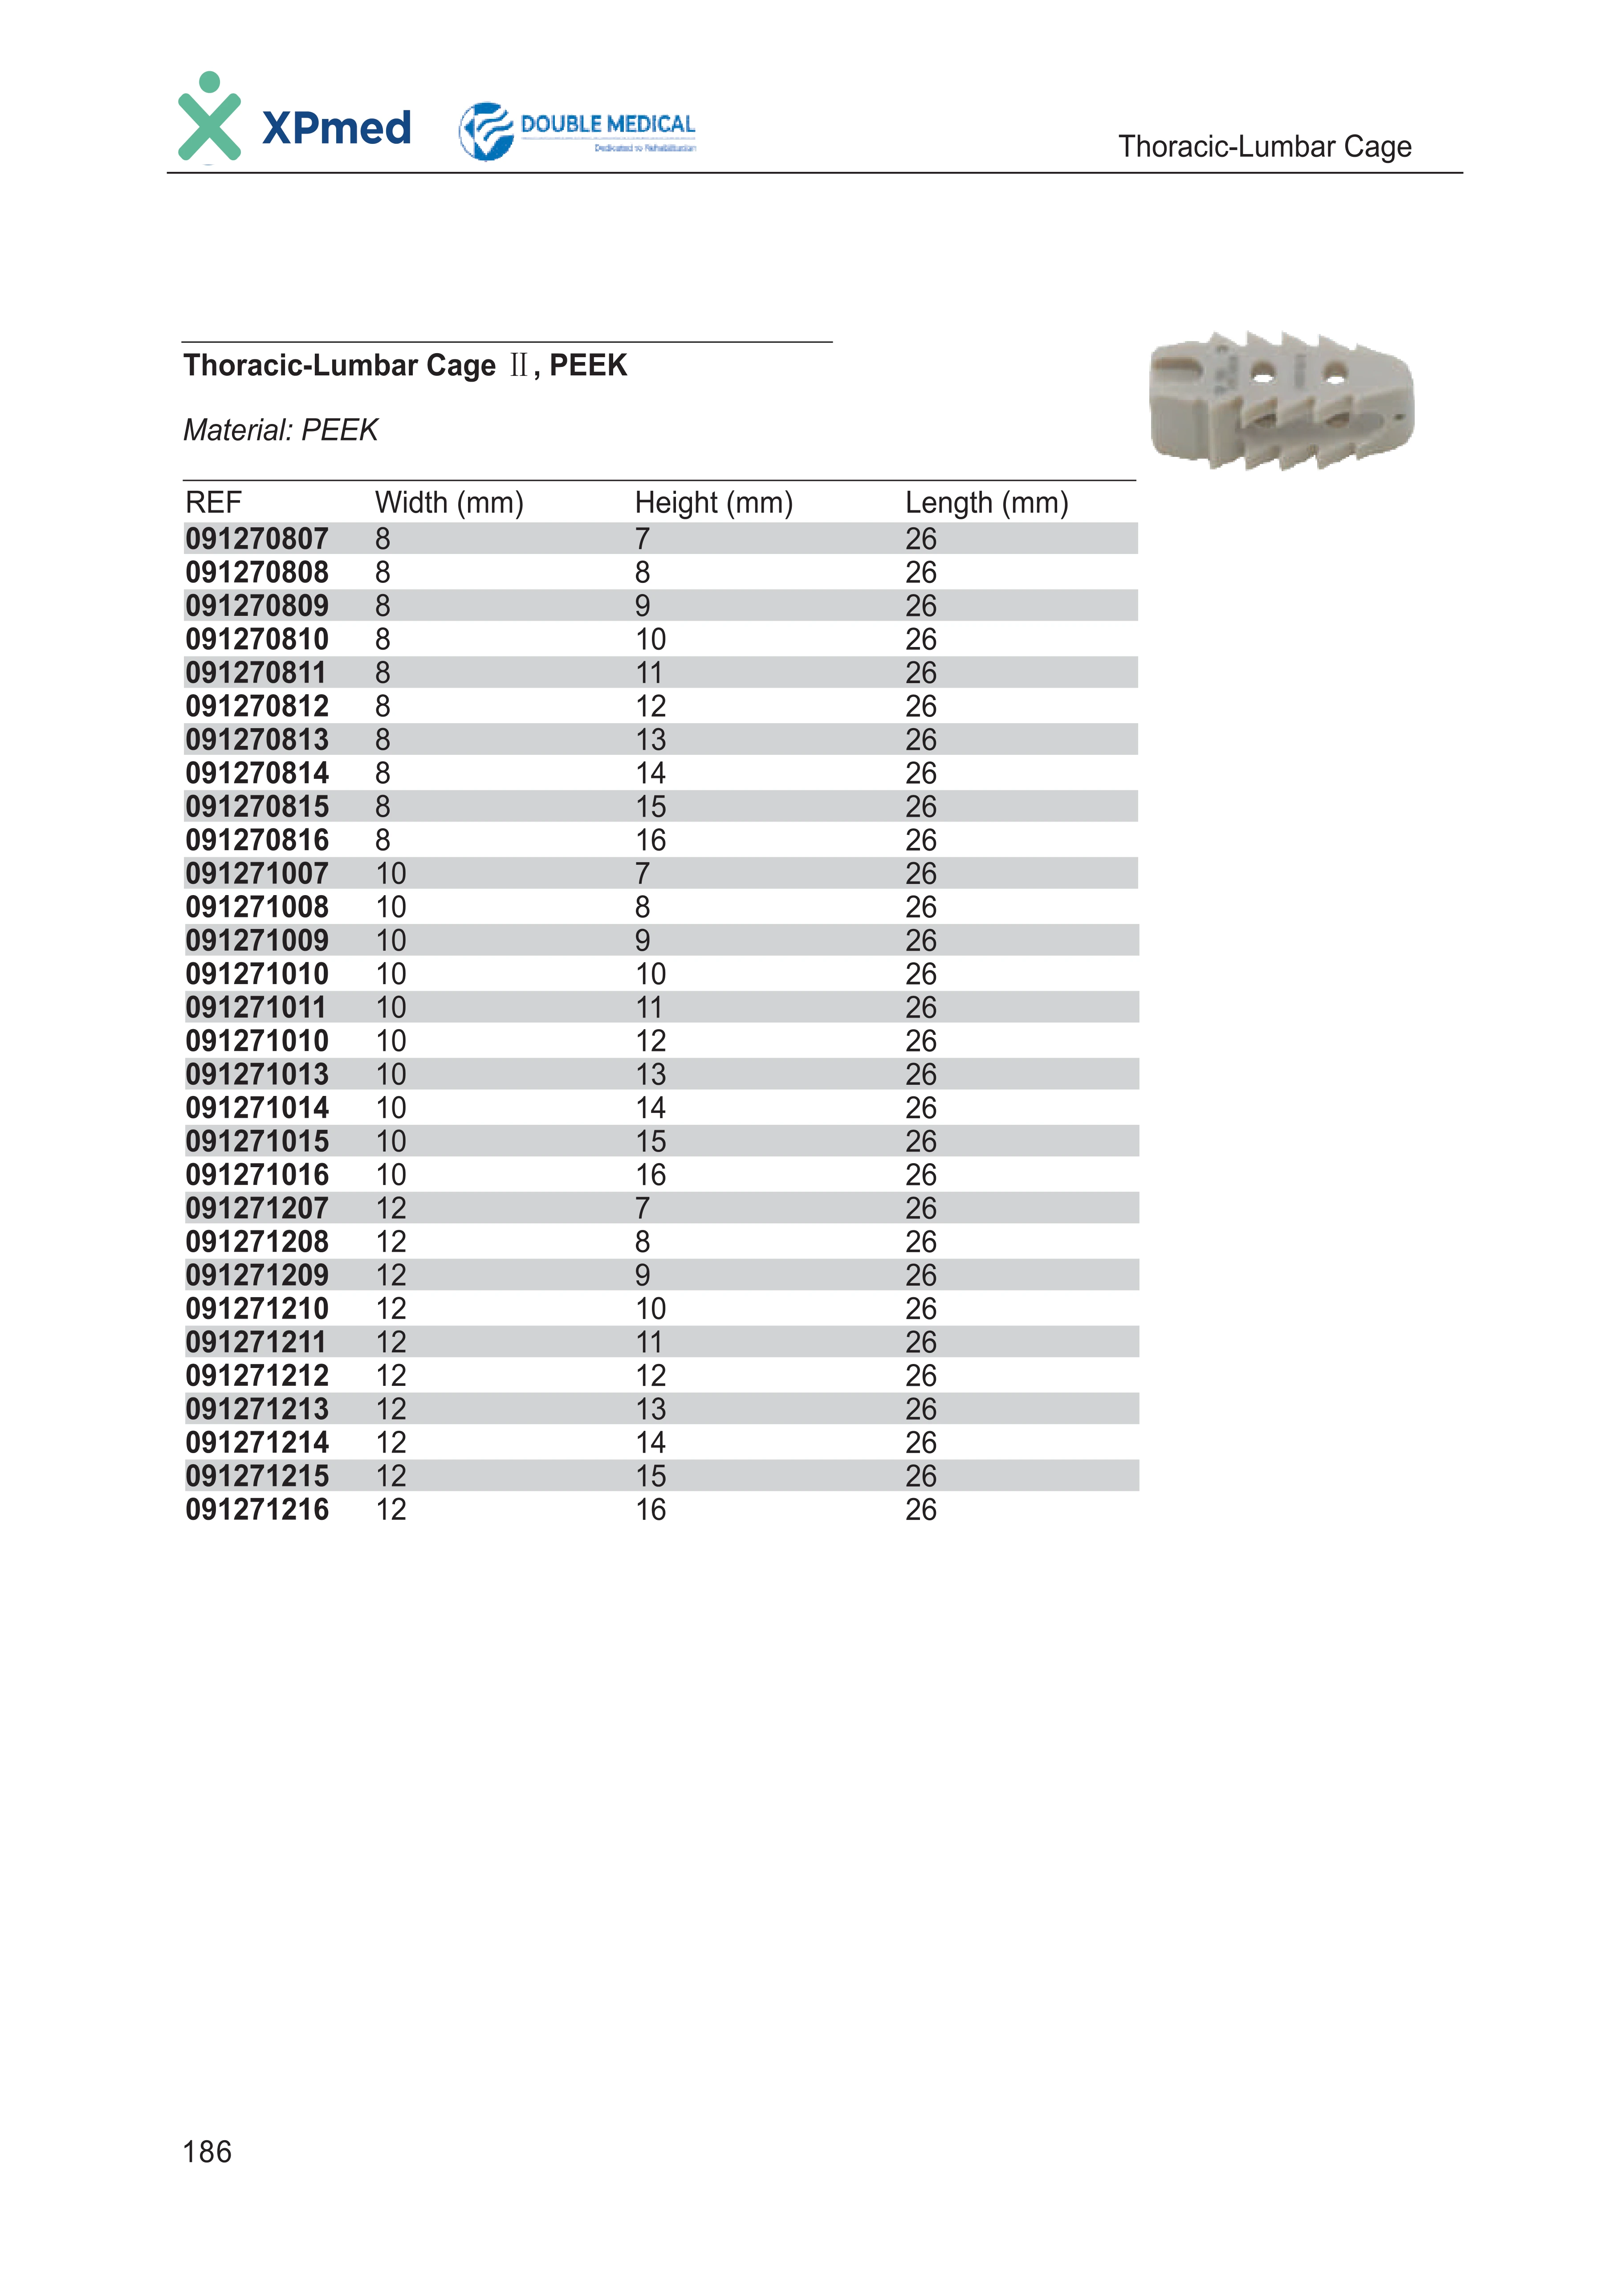 XPmed
DOUBLE MEDICAL
Dedicated to Rehabilitation
Thoracic-Lumbar Cage
Thoracic-Lumbar Cage Ⅱ, PEEK
Material: PEEK
REF Width (mm) Height (mm) Length (mm)
091270807 8 7 26
091270808 8 8 26
091270809 8 9 26
091270810 8 10 26
091270811 8 11 26
091270812 8 12 26
091270813 8 13 26
091270814 8 14 26
091270815 8 15 26
091270816 8 16 26
091271007 10 7 26
091271008 10 8 26
091271009 10 9 26
091271010 10 10 26
091271011 10 11 26
091271010 10 12 26
091271013 10 13 26
091271014 10 14 26
091271015 10 15 26
091271016 10 16 26
091271207 12 7 26
091271208 12 8 26
091271209 12 9 26
091271210 12 10 26
091271211 12 11 26
091271212 12 12 26
091271213 12 13 26
091271214 12 14 26
091271215 12 15 26
091271216 12 16 26
186